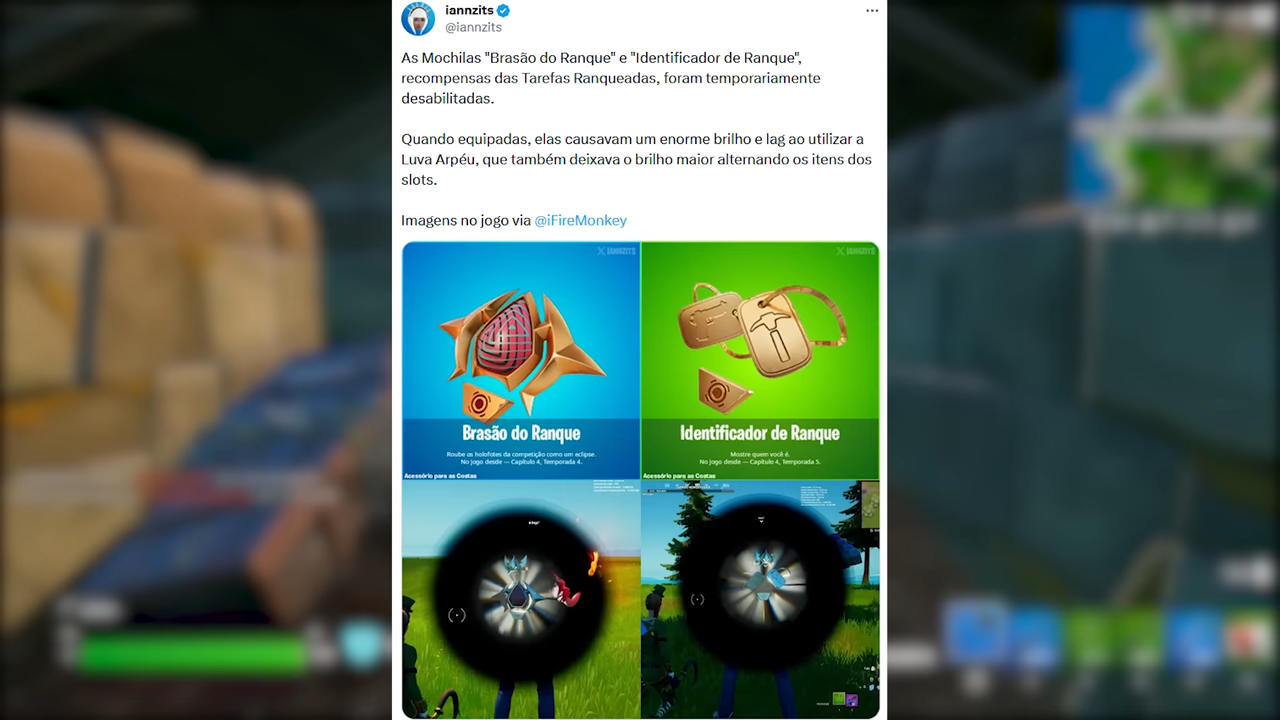 iannzits
@iannzits
As Mochilas "Brasão do Ranque" e "Identificador de Ranque",
recompensas das Tarefas Ranqueadas, foram temporariamente
desabilitadas.
Quando equipadas, elas causavam um enorme brilho e lag ao utilizar a
Luva Arpéu, que também deixava o brilho maior alternando os itens dos
slots.
Imagens no jogo via @iFireMonkey
X IANNZITS
Brasão do Ranque
Roube os holofotes da competição como um eclipse.
No jogo desde — Capítulo 4, Temporada 4.
Acessório para as Costas
X IANNZITS
Identificador de Ranque
Mostre quem você é.
No jogo desde — Capítulo 4, Temporada 5.
Acessório para as Costas